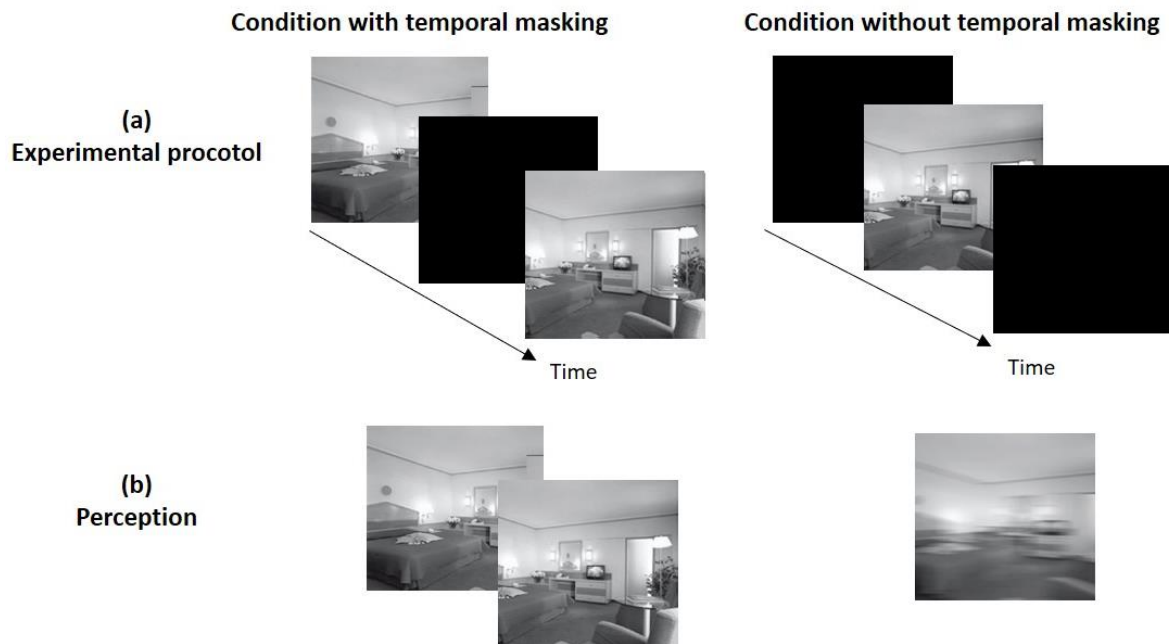 Condition with temporal masking
Condition without temporal masking
(a)
Experimental procotol
Time
Time
(b)
Perception